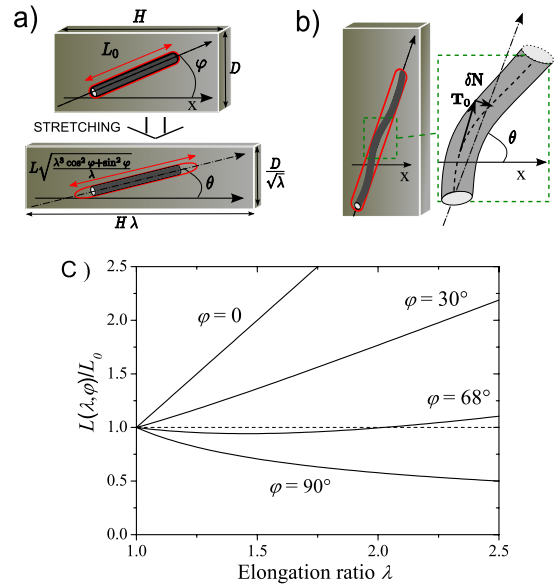 a)
H
L₀
φ
D
x
STRETCHING
L√((λ³ cos² φ+sin² φ)/λ)
θ
D/√λ
H λ
b)
δN
T₀
θ
x
x
C )
2.5
2.0
1.5
1.0
0.5
0.0
L(λ,φ)/L₀
φ = 0
φ = 30°
φ = 68°
φ = 90°
1.0
1.5
2.0
2.5
Elongation ratio λ